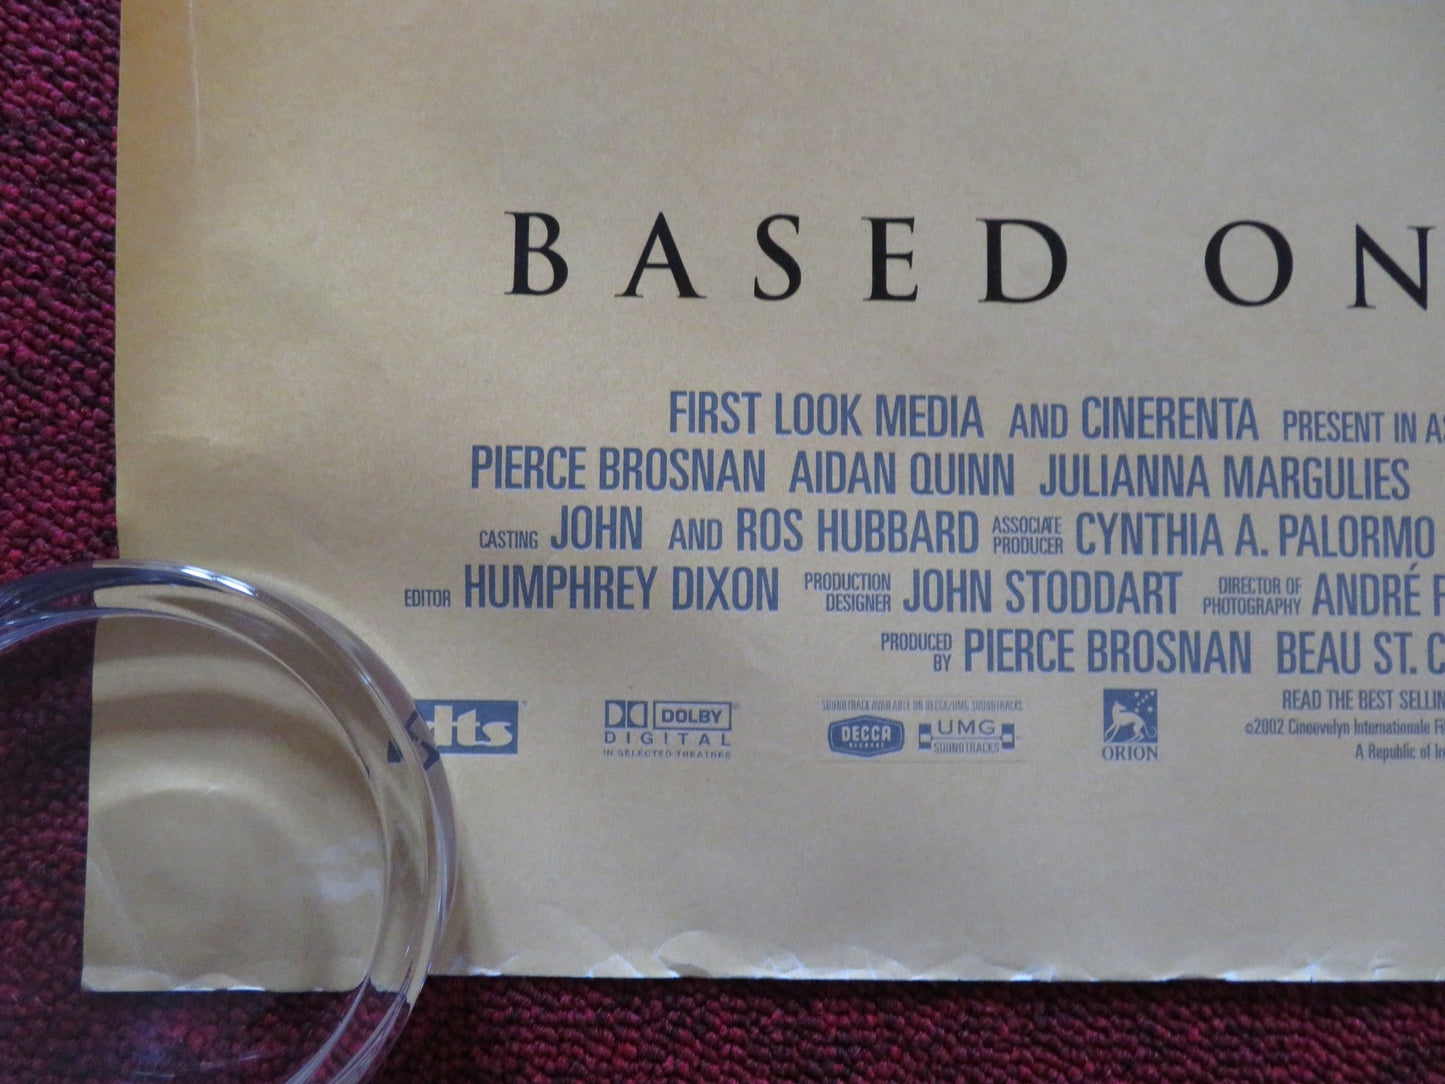 BASED ON
FIRST LOOK MEDIA AND CINERENTA PRESENT IN
PIERCE BROSNAN AIDAN QUINN JULIANNA MARGULIES
CASTING JOHN AND ROS HUBBARD ASSOCIATE PRODUCER CYNTHIA A. PALORMO
EDITOR HUMPHREY DIXON PRODUCTION DESIGNER JOHN STODDART DIRECTOR OF PHOTOGRAPHY ANDRÉ
PRODUCED BY PIERCE BROSNAN BEAU ST.
dts
DOLBY
DIGITAL
IN SELECTED THEATRES
SOUNDTRACK AVAILABLE ON DECCA/UMG SOUNDTRACKS
DECCA
RECORDS
UMG
SOUNDTRACKS
ORION
READ THE BEST
©2002 Cineevelyn Internationale
A Republic of